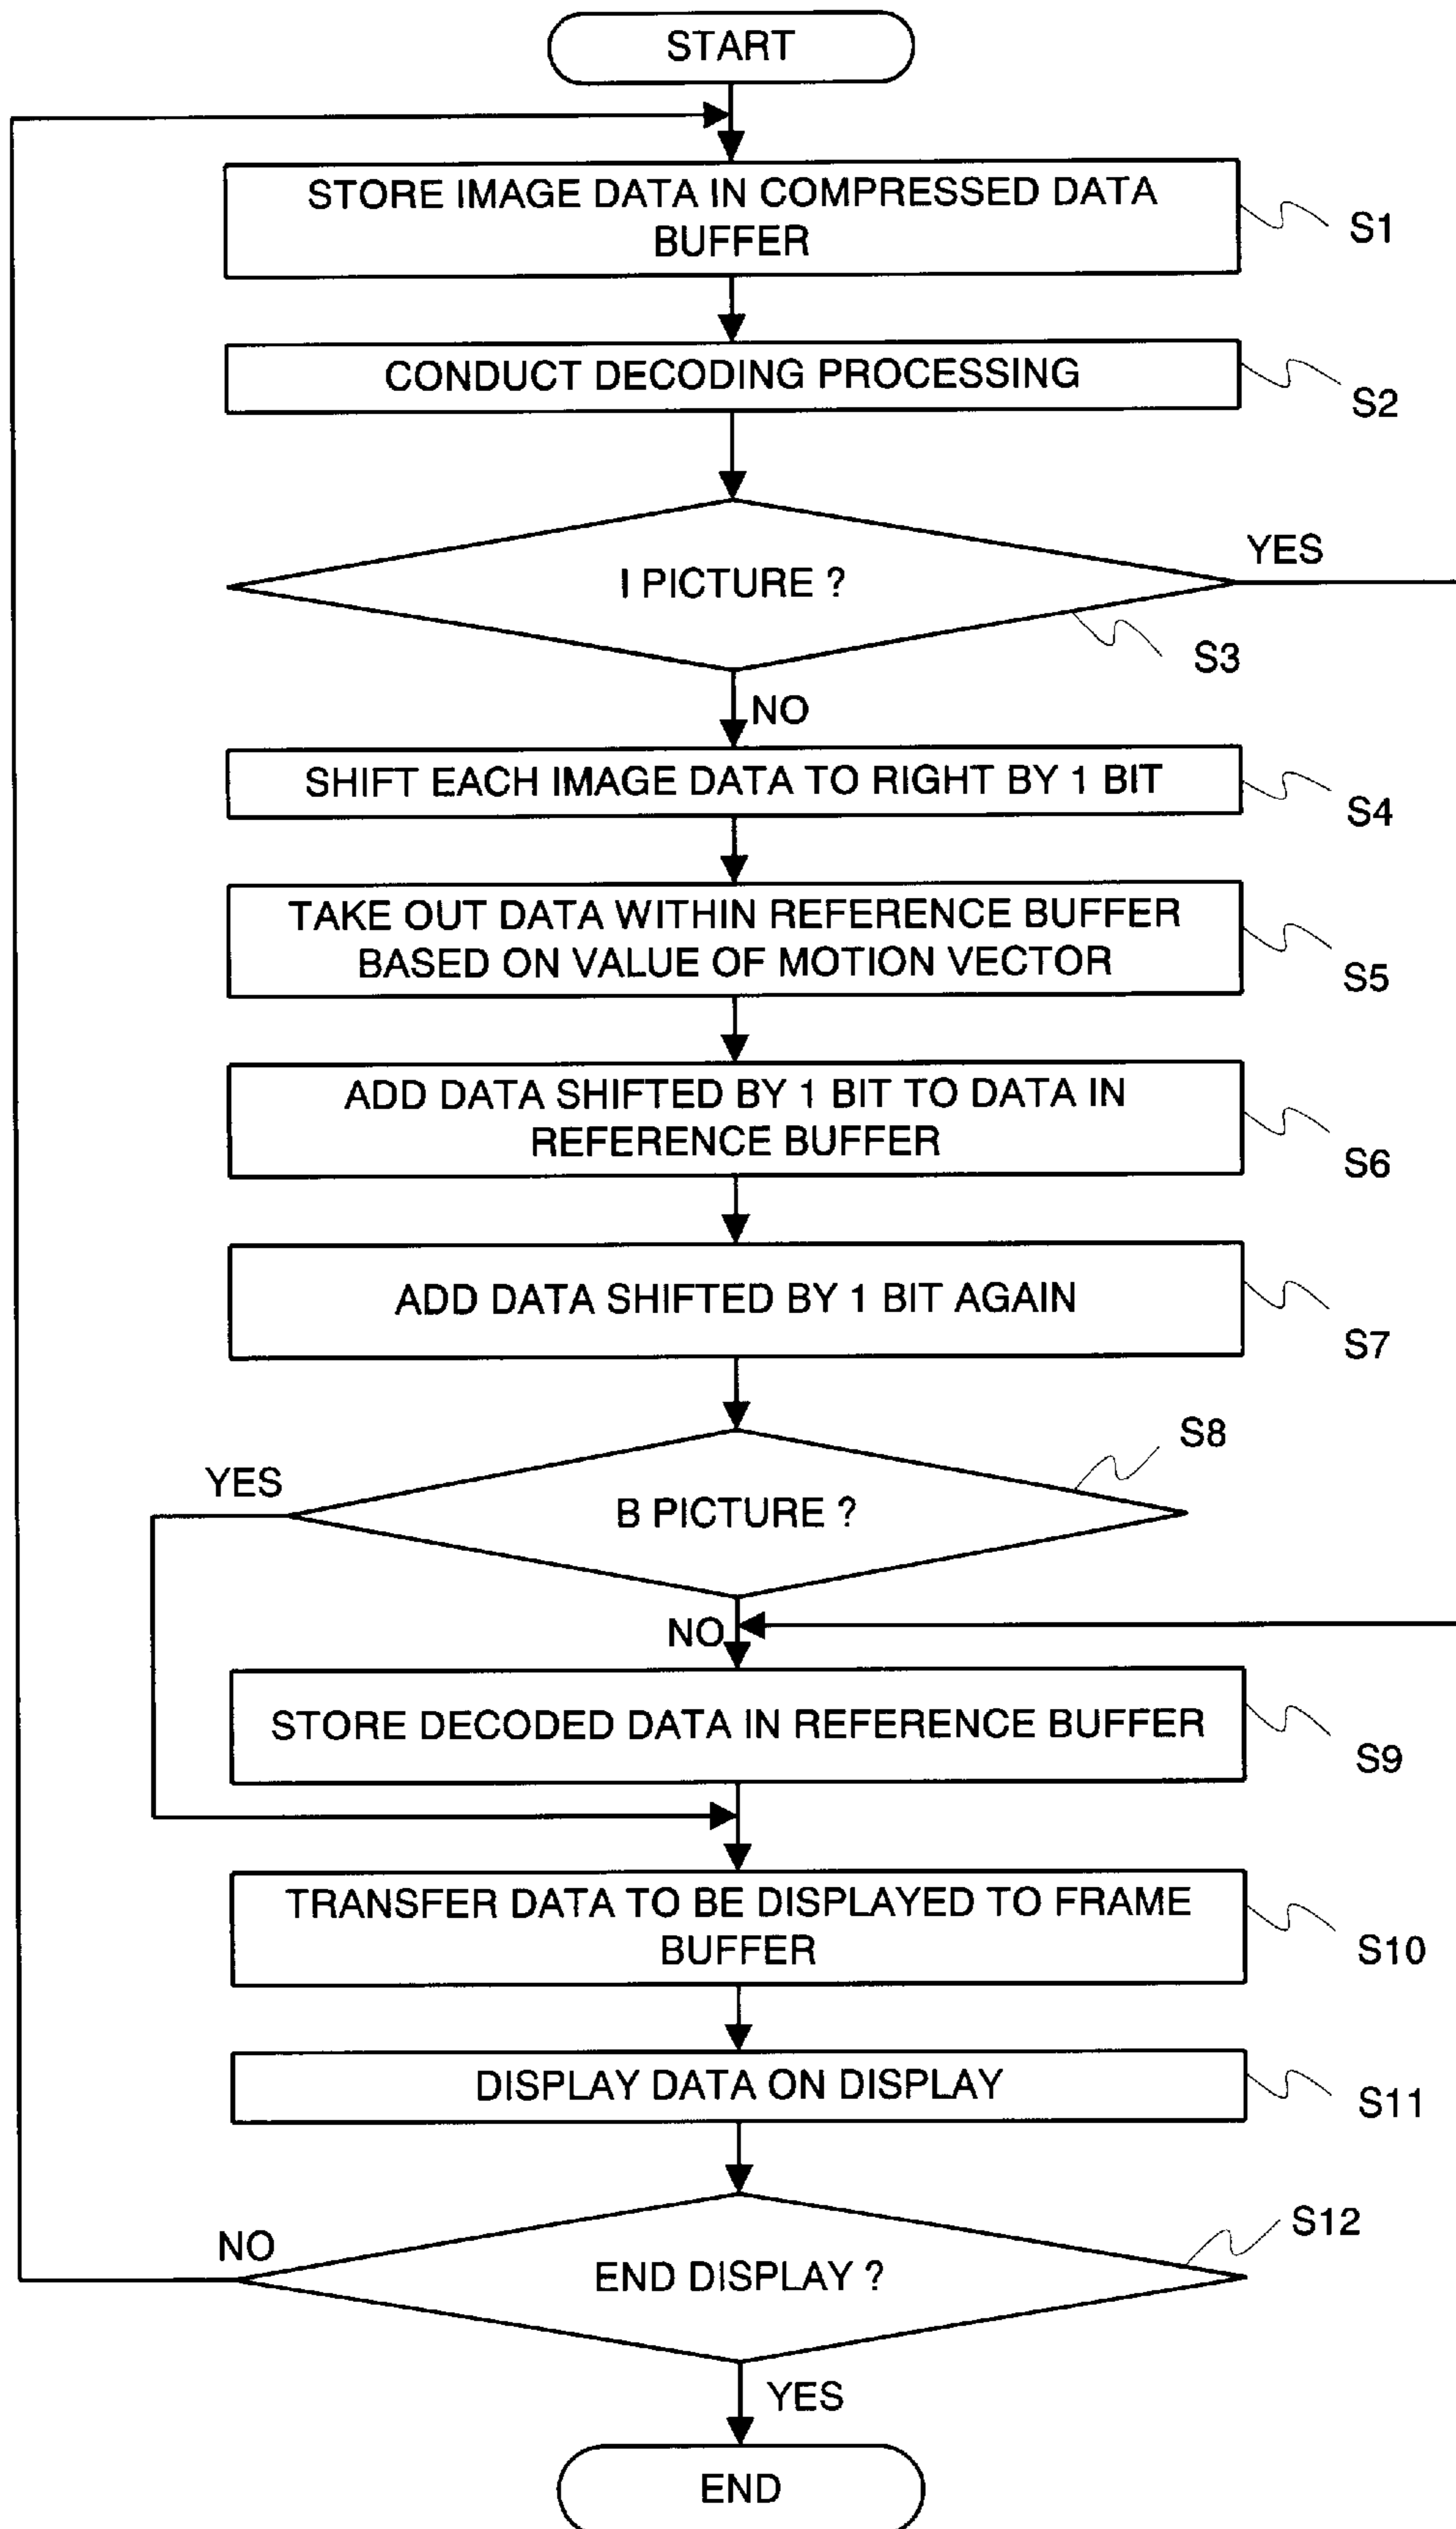 START
STORE IMAGE DATA IN COMPRESSED DATA
BUFFER
S1
CONDUCT DECODING PROCESSING
S2
I PICTURE ?
YES
S3
NO
SHIFT EACH IMAGE DATA TO RIGHT BY 1 BIT
S4
TAKE OUT DATA WITHIN REFERENCE BUFFER
BASED ON VALUE OF MOTION VECTOR
S5
ADD DATA SHIFTED BY 1 BIT TO DATA IN
REFERENCE BUFFER
S6
ADD DATA SHIFTED BY 1 BIT AGAIN
S7
S8
YES
B PICTURE ?
NO
STORE DECODED DATA IN REFERENCE BUFFER
S9
TRANSFER DATA TO BE DISPLAYED TO FRAME
BUFFER
S10
DISPLAY DATA ON DISPLAY
S11
S12
NO
END DISPLAY ?
YES
END